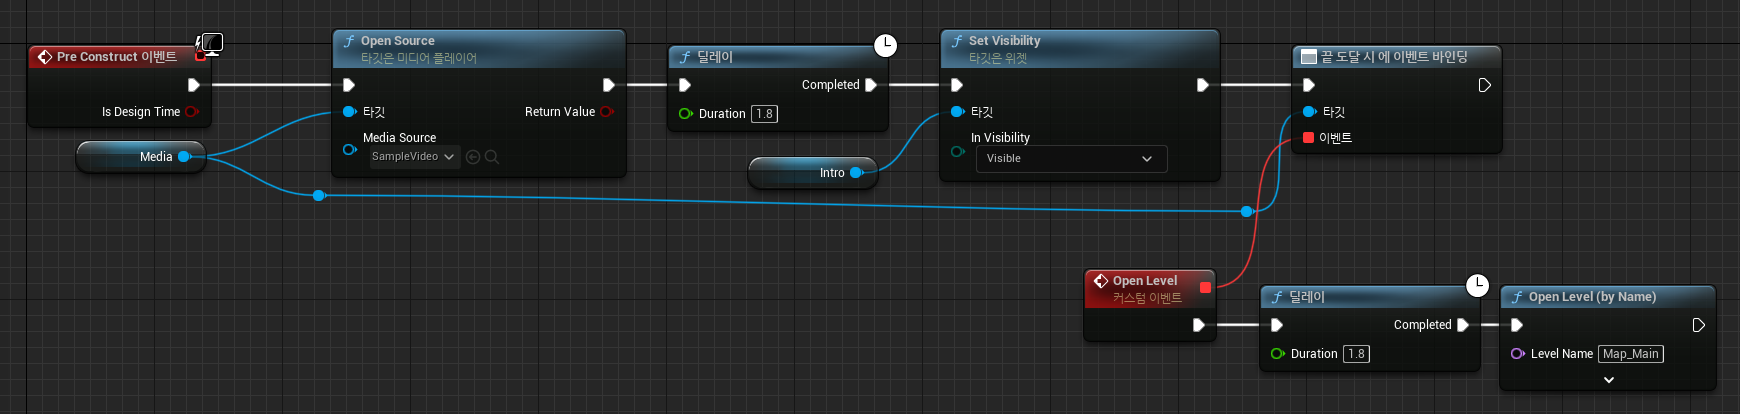 Pre Construct 이벤트
Is Design Time
Media
Open Source
타깃은 미디어 플레이어
타깃
Return Value
Media Source
SampleVideo
딜레이
Completed
Duration 1.8
Intro
Set Visibility
타깃은 위젯
타깃
In Visibility
Visible
끝 도달 시 에 이벤트 바인딩
타깃
이벤트
Open Level
커스텀 이벤트
딜레이
Completed
Duration 1.8
Open Level (by Name)
Level Name Map_Main